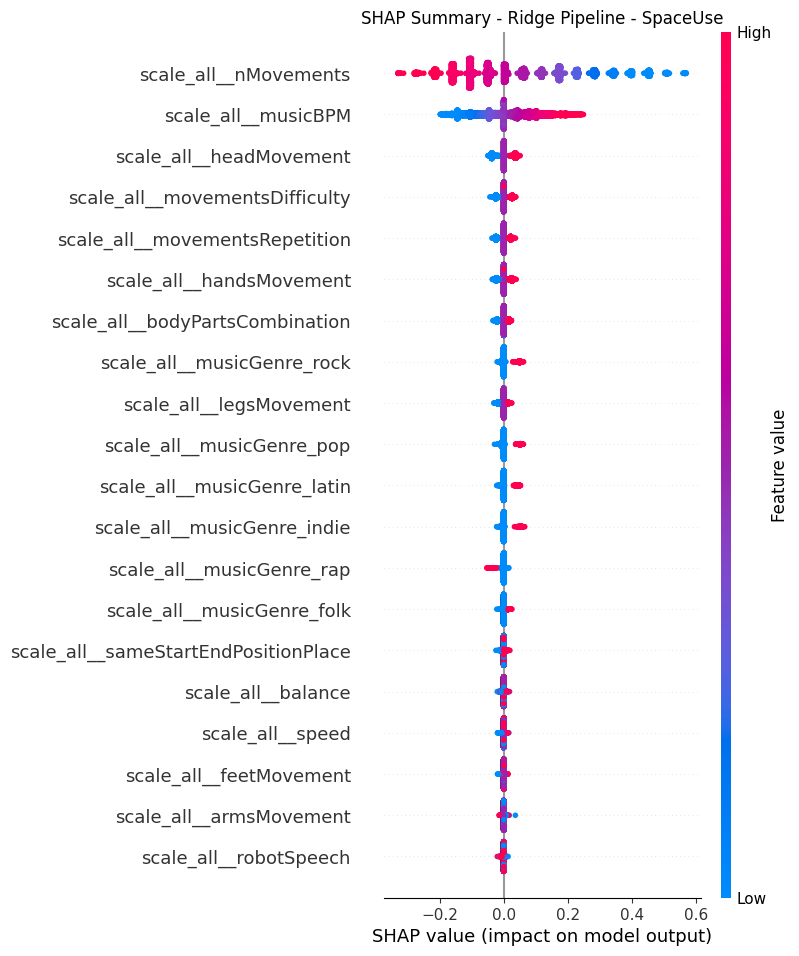 SHAP Summary - Ridge Pipeline - SpaceUse
High
scale_all__nMovements
scale_all__musicBPM
scale_all__headMovement
scale_all__movementsDifficulty
scale_all__movementsRepetition
scale_all__handsMovement
scale_all__bodyPartsCombination
scale_all__musicGenre_rock
scale_all__legsMovement
scale_all__musicGenre_pop
scale_all__musicGenre_latin
scale_all__musicGenre_indie
scale_all__musicGenre_rap
scale_all__musicGenre_folk
scale_all__sameStartEndPositionPlace
scale_all__balance
scale_all__speed
scale_all__feetMovement
scale_all__armsMovement
scale_all__robotSpeech
Feature value
Low
−0.2 0.0 0.2 0.4 0.6
SHAP value (impact on model output)